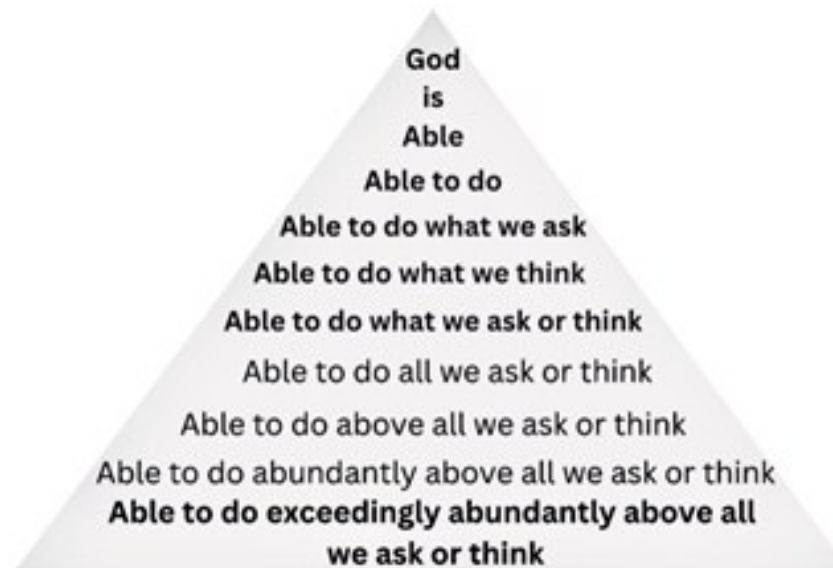 God
is
Able
Able to do
Able to do what we ask
Able to do what we think
Able to do what we ask or think
Able to do all we ask or think
Able to do above all we ask or think
Able to do abundantly above all we ask or think
Able to do exceedingly abundantly above all
we ask or think